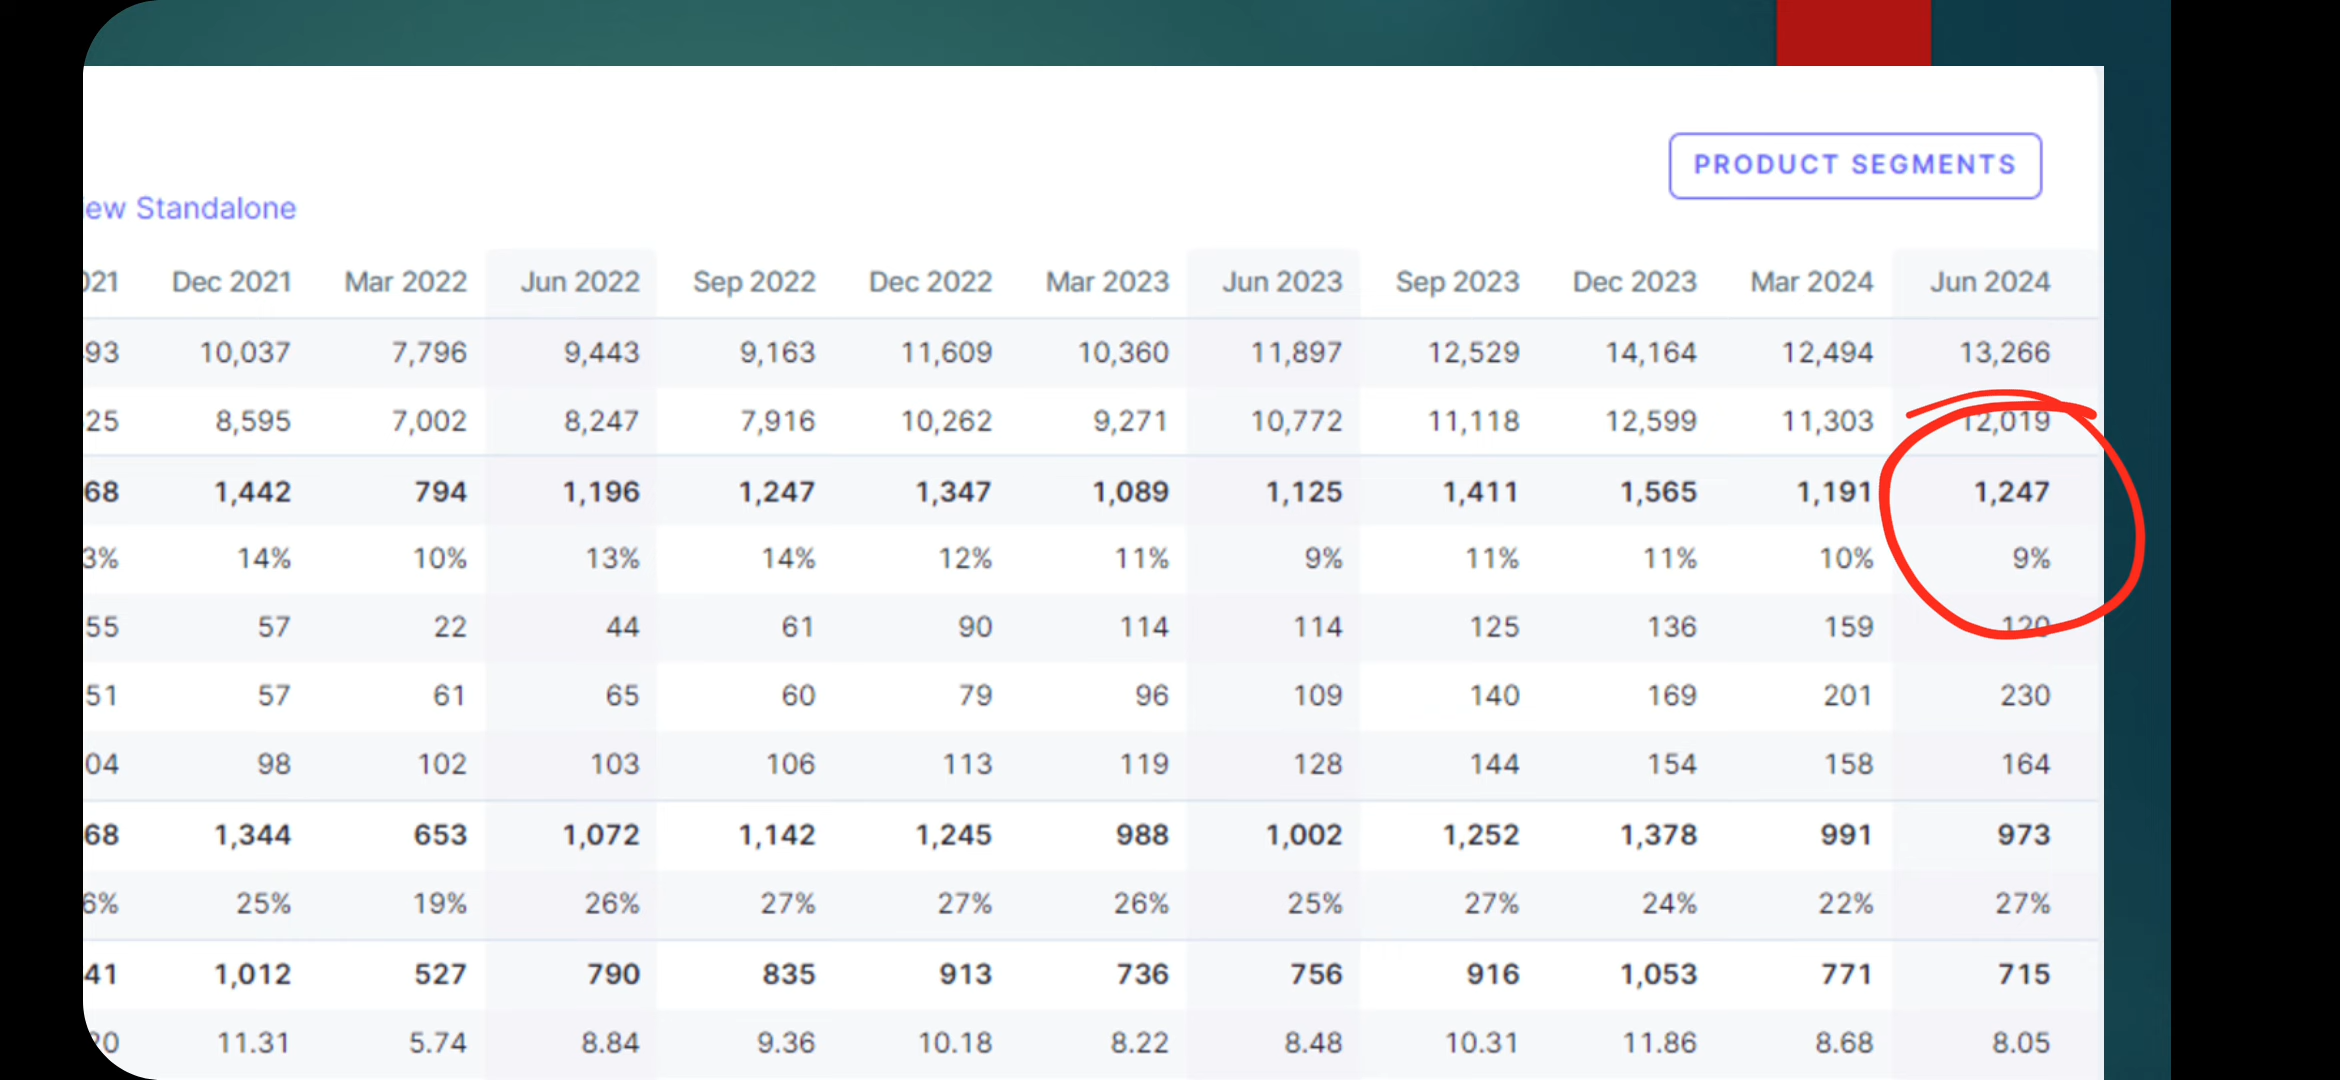 PRODUCT SEGMENTS
ew Standalone
021 Dec 2021 Mar 2022 Jun 2022 Sep 2022 Dec 2022 Mar 2023 Jun 2023 Sep 2023 Dec 2023 Mar 2024 Jun 2024
93 10,037 7,796 9,443 9,163 11,609 10,360 11,897 12,529 14,164 12,494 13,266
25 8,595 7,002 8,247 7,916 10,262 9,271 10,772 11,118 12,599 11,303 12,019
68 1,442 794 1,196 1,247 1,347 1,089 1,125 1,411 1,565 1,191 1,247
3% 14% 10% 13% 14% 12% 11% 9% 11% 11% 10% 9%
55 57 22 44 61 90 114 114 125 136 159 120
51 57 61 65 60 79 96 109 140 169 201 230
04 98 102 103 106 113 119 128 144 154 158 164
68 1,344 653 1,072 1,142 1,245 988 1,002 1,252 1,378 991 973
6% 25% 19% 26% 27% 27% 26% 25% 27% 24% 22% 27%
41 1,012 527 790 835 913 736 756 916 1,053 771 715
20 11.31 5.74 8.84 9.36 10.18 8.22 8.48 10.31 11.86 8.68 8.05